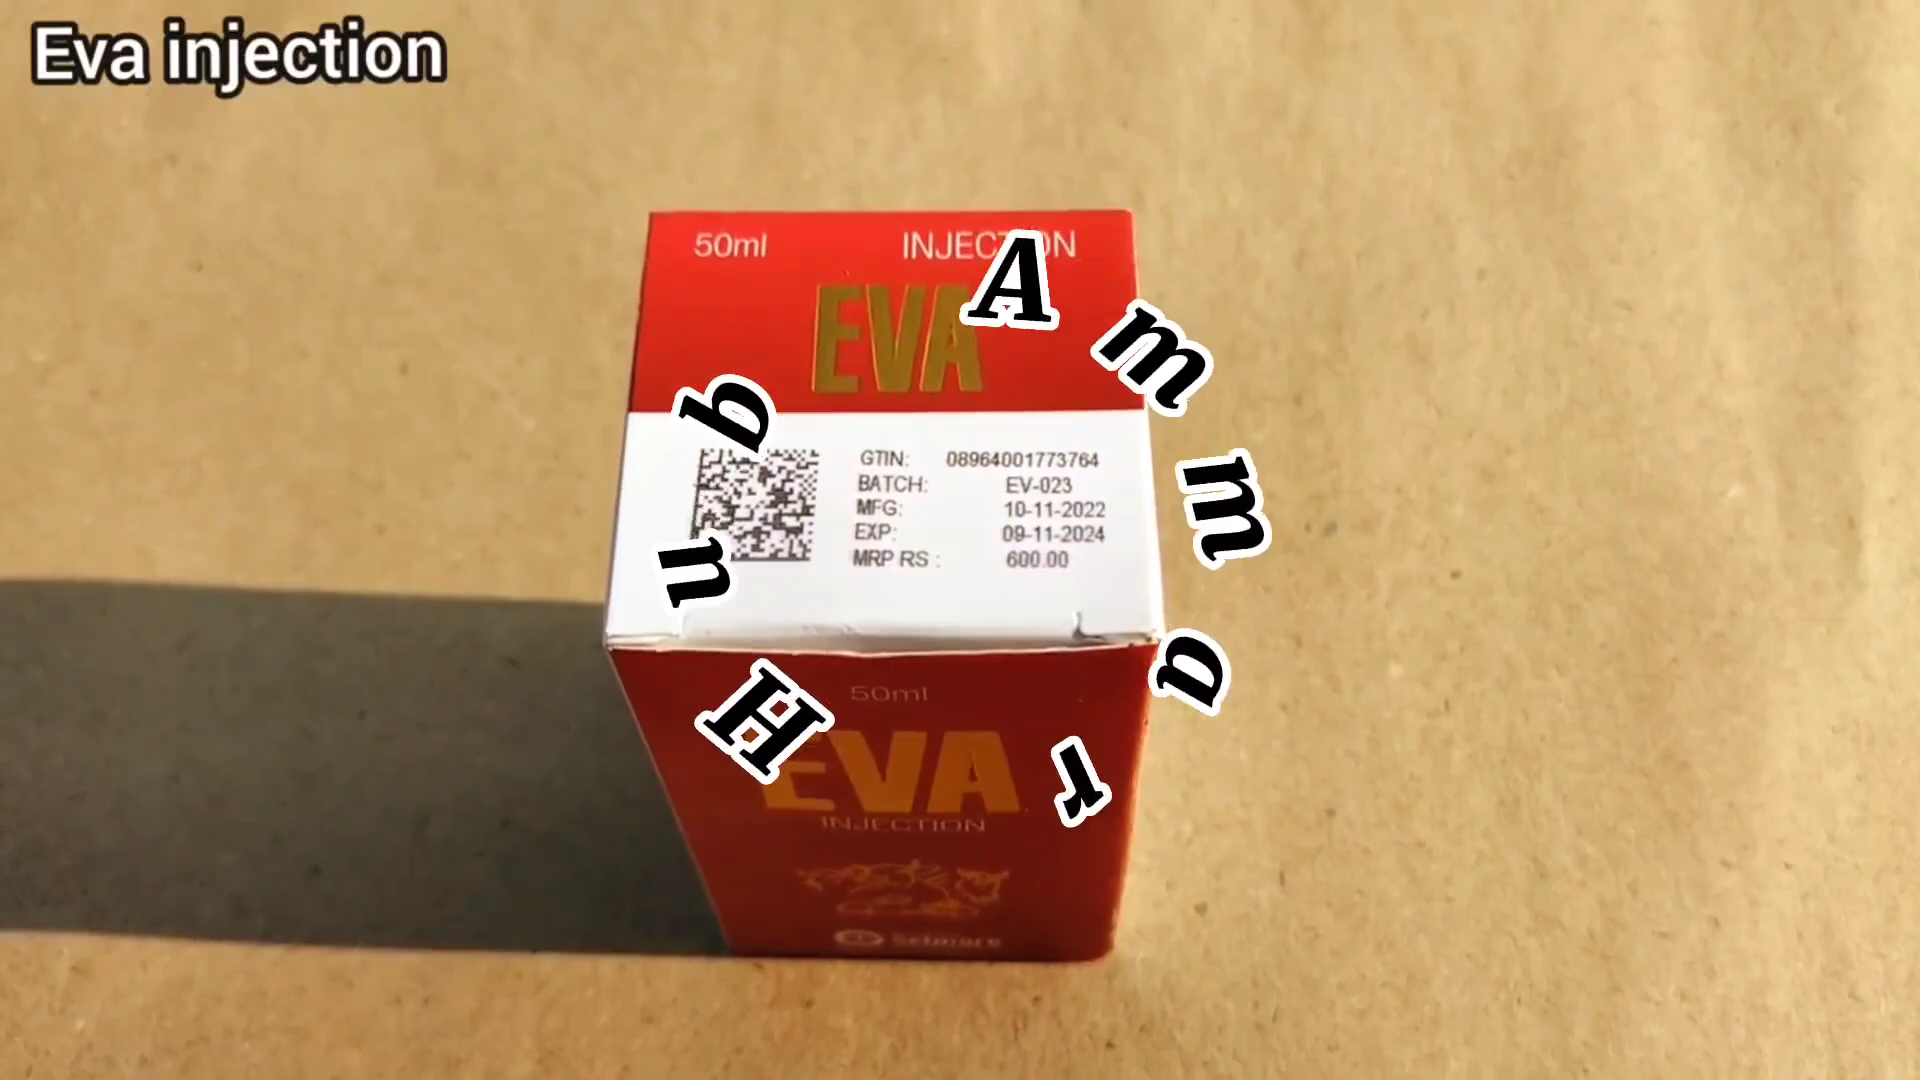 Eva injection
50ml INJECTION
EVA
GTIN: 08964001773764
BATCH: EV-023
MFG: 10-11-2022
EXP: 09-11-2024
MRP RS : 600.00
50ml
EVA
INJECTION
Selmore
Ammar Hub